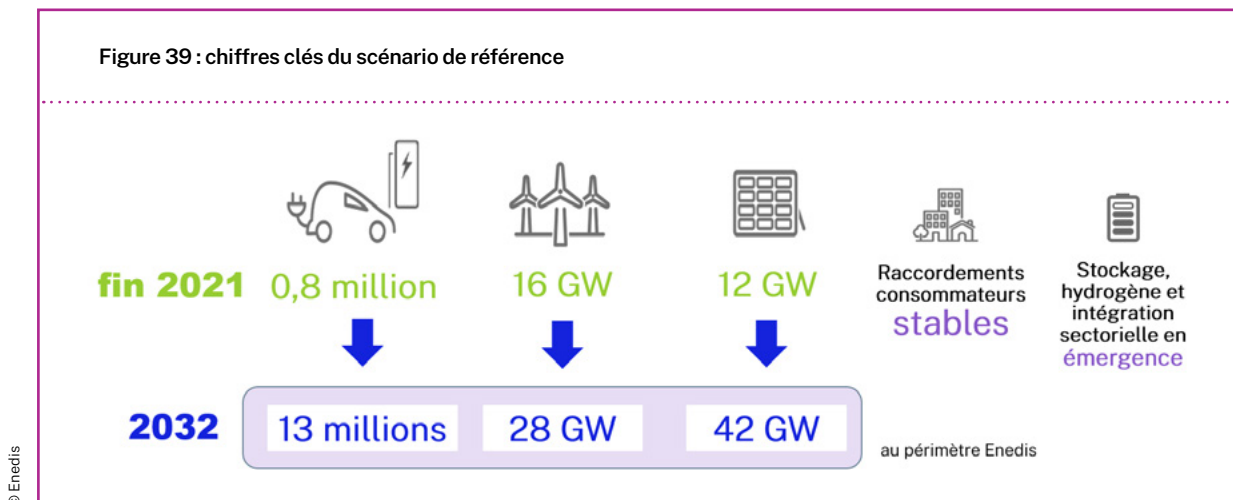 Figure 39 : chiffres clés du scénario de référence
fin 2021
0,8 million
16 GW
12 GW
Raccordements
consommateurs
stables
Stockage,
hydrogène et
intégration
sectorielle en
émergence
2032
13 millions
28 GW
42 GW
au périmètre Enedis
© Enedis